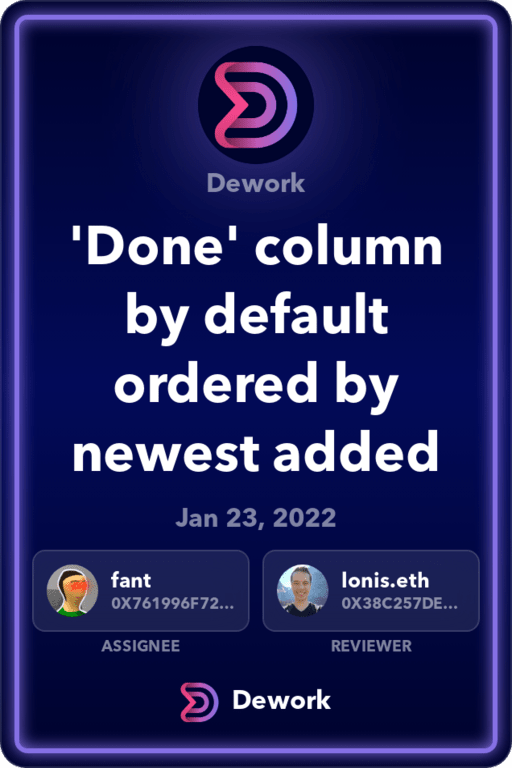 Dework
'Done' column
by default
ordered by
newest added
Jan 23, 2022
fant
0X761996F72...
ASSIGNEE
lonis.eth
0X38C257DE...
REVIEWER
Dework